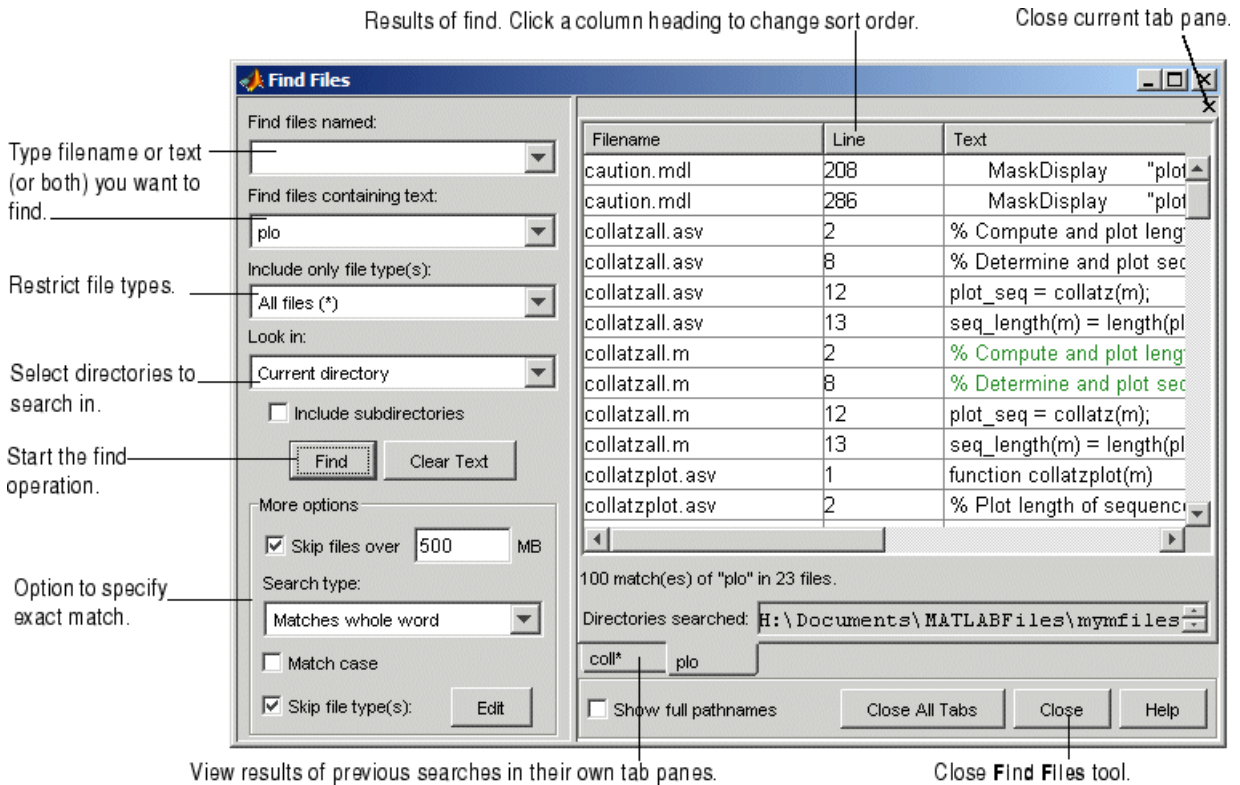 Results of find. Click a column heading to change sort order.
Close current tab pane.
Find Files
Find files named:
Type filename or text
(or both) you want to
find.
Find files containing text:
plo
Include only file type(s):
Restrict file types.
All files (*)
Look in:
Select directories to
search in.
Current directory
Include subdirectories
Start the find
operation.
Find
Clear Text
More options
Skip files over 500 MB
Option to specify
exact match.
Search type:
Matches whole word
Match case
Skip file type(s):
Edit
Filename Line Text
caution.mdl 208 MaskDisplay "plot
caution.mdl 286 MaskDisplay "plot
collatzall.asv 2 % Compute and plot leng
collatzall.asv 8 % Determine and plot sec
collatzall.asv 12 plot_seq = collatz(m);
collatzall.asv 13 seq_length(m) = length(pl
collatzall.m 2 % Compute and plot leng
collatzall.m 8 % Determine and plot sec
collatzall.m 12 plot_seq = collatz(m);
collatzall.m 13 seq_length(m) = length(pl
collatzplot.asv 1 function collatzplot(m)
collatzplot.asv 2 % Plot length of sequence
100 match(es) of "plo" in 23 files.
Directories searched: H:\Documents\MATLABFiles\mymfiles
coll* plo
Show full pathnames
Close All Tabs
Close
Help
View results of previous searches in their own tab panes.
Close Find Files tool.